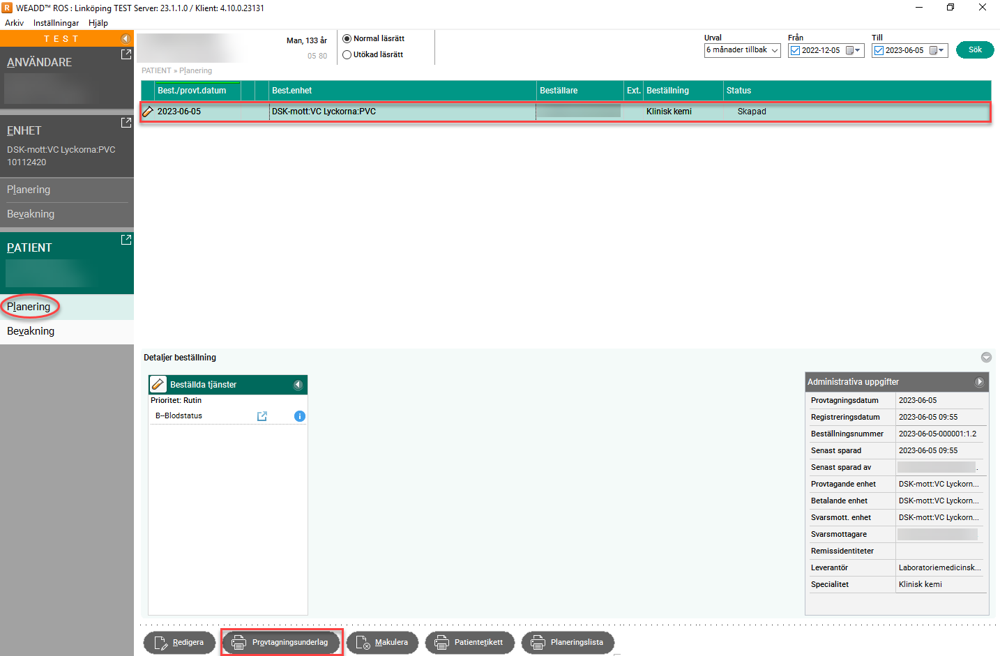 WEADD™ ROS : Linköping TEST Server: 23.1.1.0 / Klient: 4.10.0.23131
Arkiv Inställningar Hjälp
TEST
ANVÄNDARE
ENHET
DSK-mott:VC Lyckorna:PVC
10112420
Planering
Bevakning
PATIENT
Planering
Bevakning
Man, 133 år
05 80
Normal läsrätt
Utökad läsrätt
Urval
6 månader tillbak
Från
2022-12-05
Till
2023-06-05
Sök
PATIENT » Planering
Best./provt.datum Best.enhet Beställare Ext. Beställning Status
2023-06-05 DSK-mott:VC Lyckorna:PVC Klinisk kemi Skapad
Detaljer beställning
Beställda tjänster
Prioritet: Rutin
B--Blodstatus
Administrativa uppgifter
Provtagningsdatum 2023-06-05
Registreringsdatum 2023-06-05 09:55
Beställningsnummer 2023-06-05-000001:1.2
Senast sparad 2023-06-05 09:55
Senast sparad av .
Provtagande enhet DSK-mott:VC Lyckorn...
Betalande enhet DSK-mott:VC Lyckorn...
Svarsmott. enhet DSK-mott:VC Lyckorn...
Svarsmottagare
Remissidentiteter
Leverantör Laboratoriemedicinsk...
Specialitet Klinisk kemi
Redigera Provtagningsunderlag Makulera Patientetikett Planeringslista